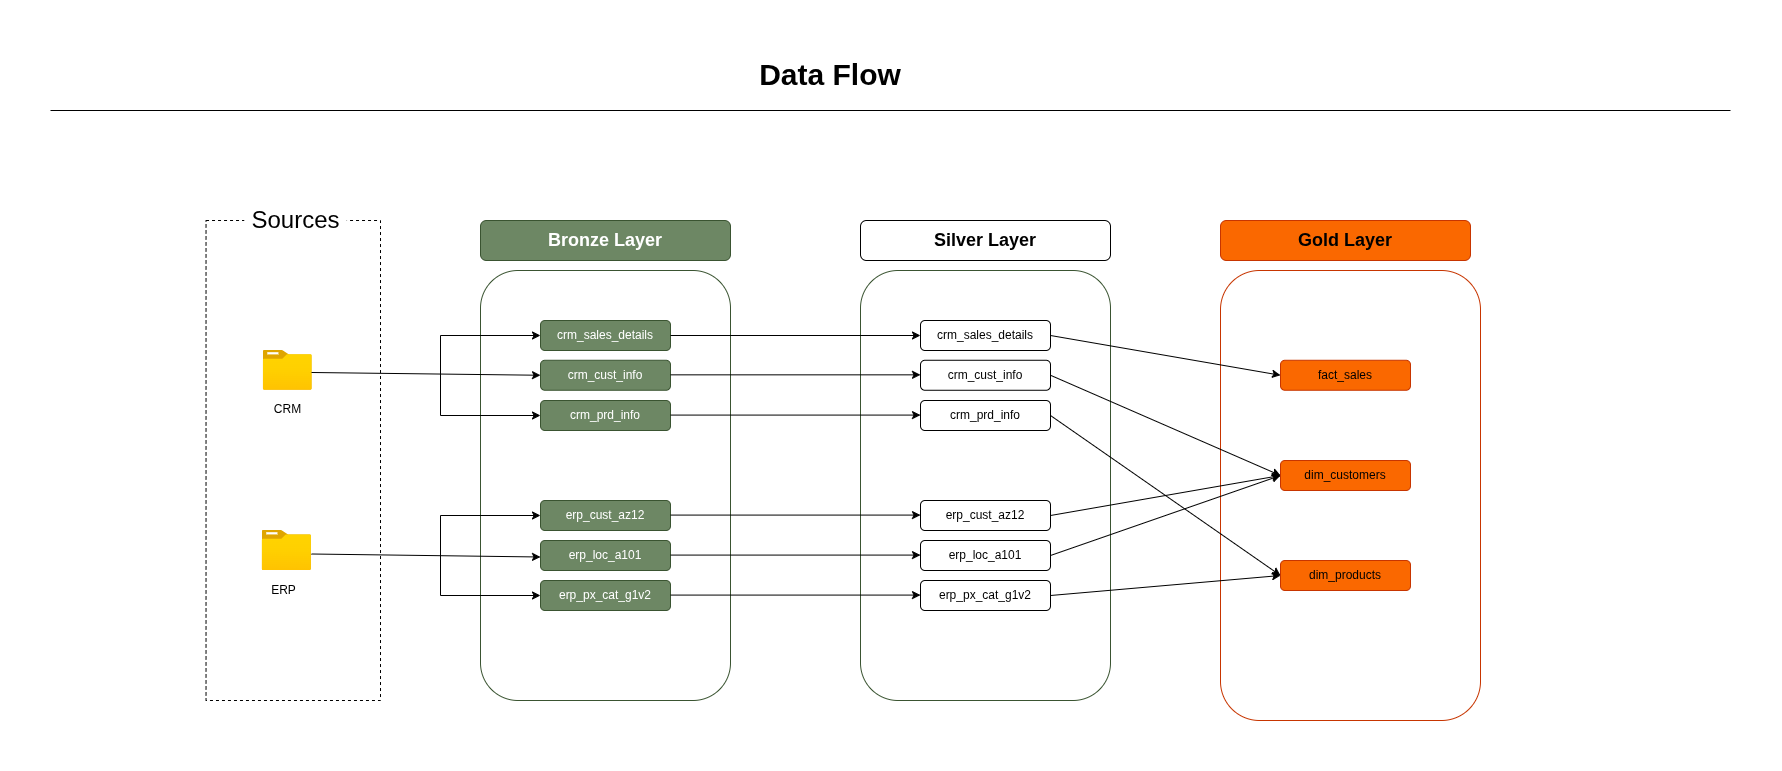 Data Flow
Sources
Bronze Layer
Silver Layer
Gold Layer
CRM
ERP
crm_sales_details
crm_cust_info
crm_prd_info
erp_cust_az12
erp_loc_a101
erp_px_cat_g1v2
crm_sales_details
crm_cust_info
crm_prd_info
erp_cust_az12
erp_loc_a101
erp_px_cat_g1v2
fact_sales
dim_customers
dim_products